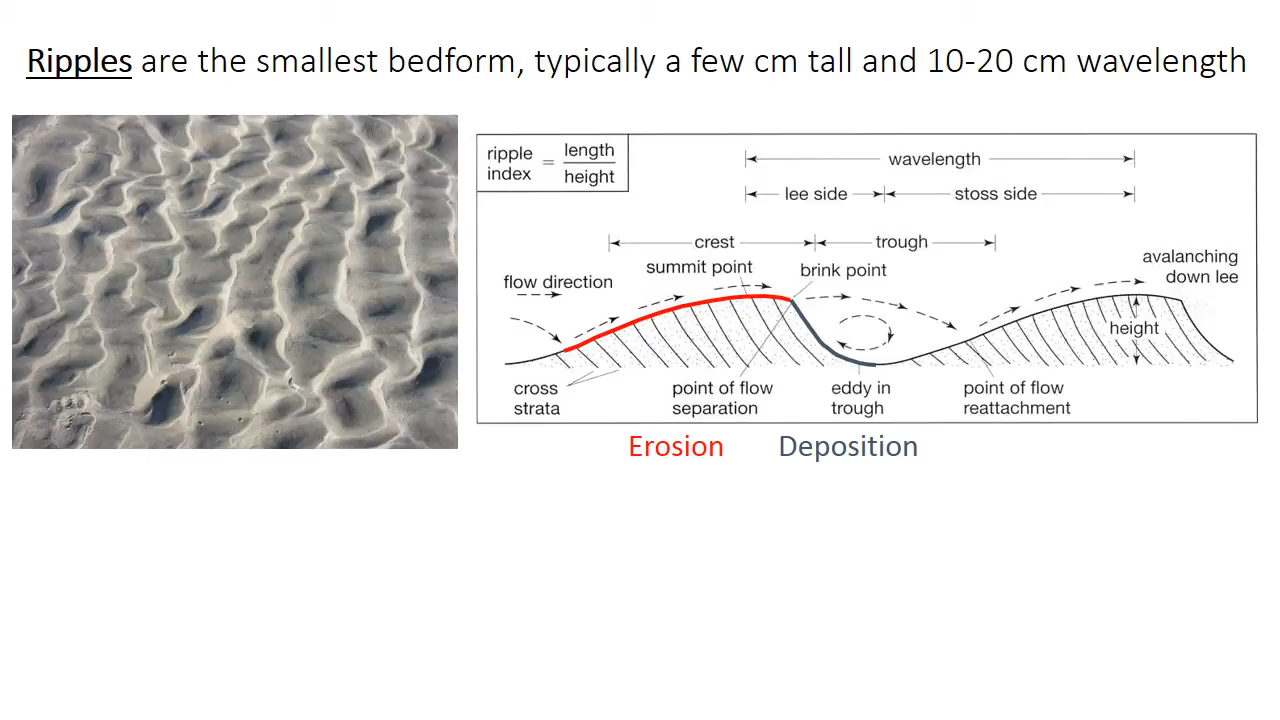 Ripples are the smallest bedform, typically a few cm tall and 10-20 cm wavelength
ripple index = length / height
wavelength
lee side
stoss side
crest
trough
summit point
brink point
avalanching
down lee
flow direction
height
cross
strata
point of flow
separation
eddy in
trough
point of flow
reattachment
Erosion
Deposition